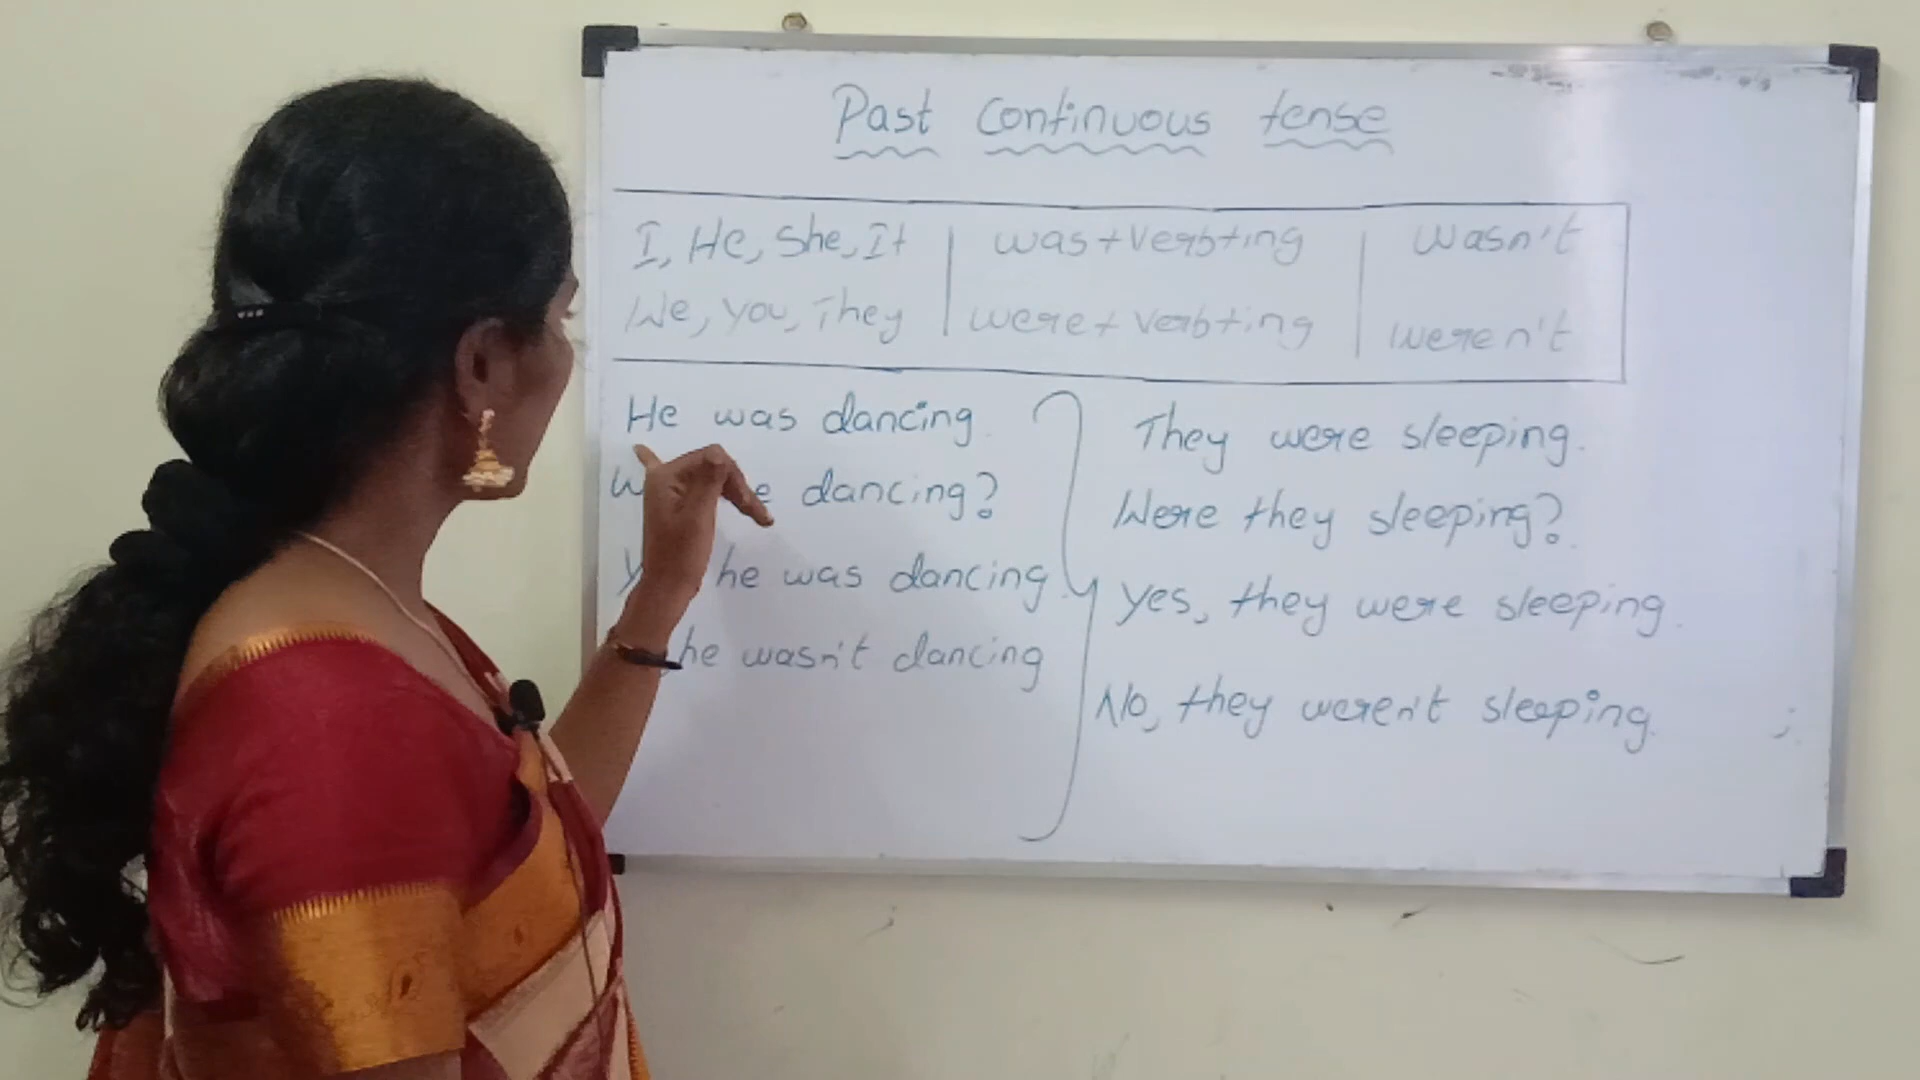 Past continuous tense
I, He, She, It | was+verb+ing | wasn't
We, you, They | were+verb+ing | weren't
He was dancing.
dancing?
he was dancing.
he wasn't dancing
They were sleeping.
Were they sleeping?
Yes, they were sleeping.
No, they weren't sleeping.